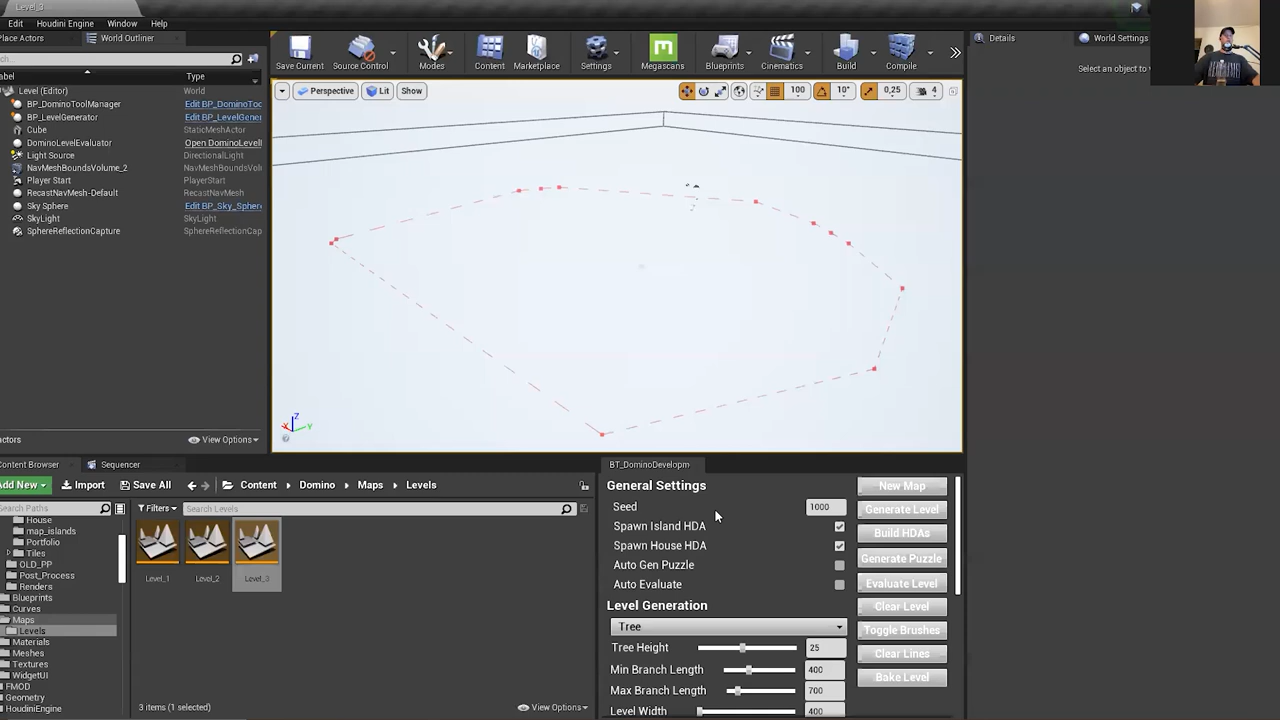 Level_3
Edit Houdini Engine Window Help
Place Actors World Outliner
Label Type
Level (Editor) World
BP_DominoToolManager Edit BP_DominoToo
BP_LevelGenerator Edit BP_LevelGene
Cube StaticMeshActor
DominoLevelEvaluator Open DominoLevelE
Light Source DirectionalLight
NavMeshBoundsVolume_2 NavMeshBoundsVolu
Player Start PlayerStart
RecastNavMesh-Default RecastNavMesh
Sky Sphere Edit BP_Sky_Sphere
SkyLight SkyLight
SphereReflectionCapture SphereReflectionCap
actors View Options
Save Current Source Control Modes Content Marketplace Settings Megascans Blueprints Cinematics Build Compile
Perspective Lit Show 100 10° 0,25 4
Z
X Y
Details World Settings
Select an object to v
Content Browser Sequencer
Add New Import Save All Content Domino Maps Levels
Search Paths Filters Search Levels
House
map_islands
Portfolio
Tiles
OLD_PP
Post_Process
Renders
Blueprints
Curves
Maps
Levels
Materials
Meshes
Textures
WidgetUI
FMOD
Geometry
HoudiniEngine
Level_1 Level_2 Level_3
3 items (1 selected) View Options
BT_DominoDevelopm
General Settings
Seed 1000
Spawn Island HDA
Spawn House HDA
Auto Gen Puzzle
Auto Evaluate
Level Generation
Tree
Tree Height 25
Min Branch Length 400
Max Branch Length 700
Level Width 400
New Map
Generate Level
Build HDAs
Generate Puzzle
Evaluate Level
Clear Level
Toggle Brushes
Clear Lines
Bake Level